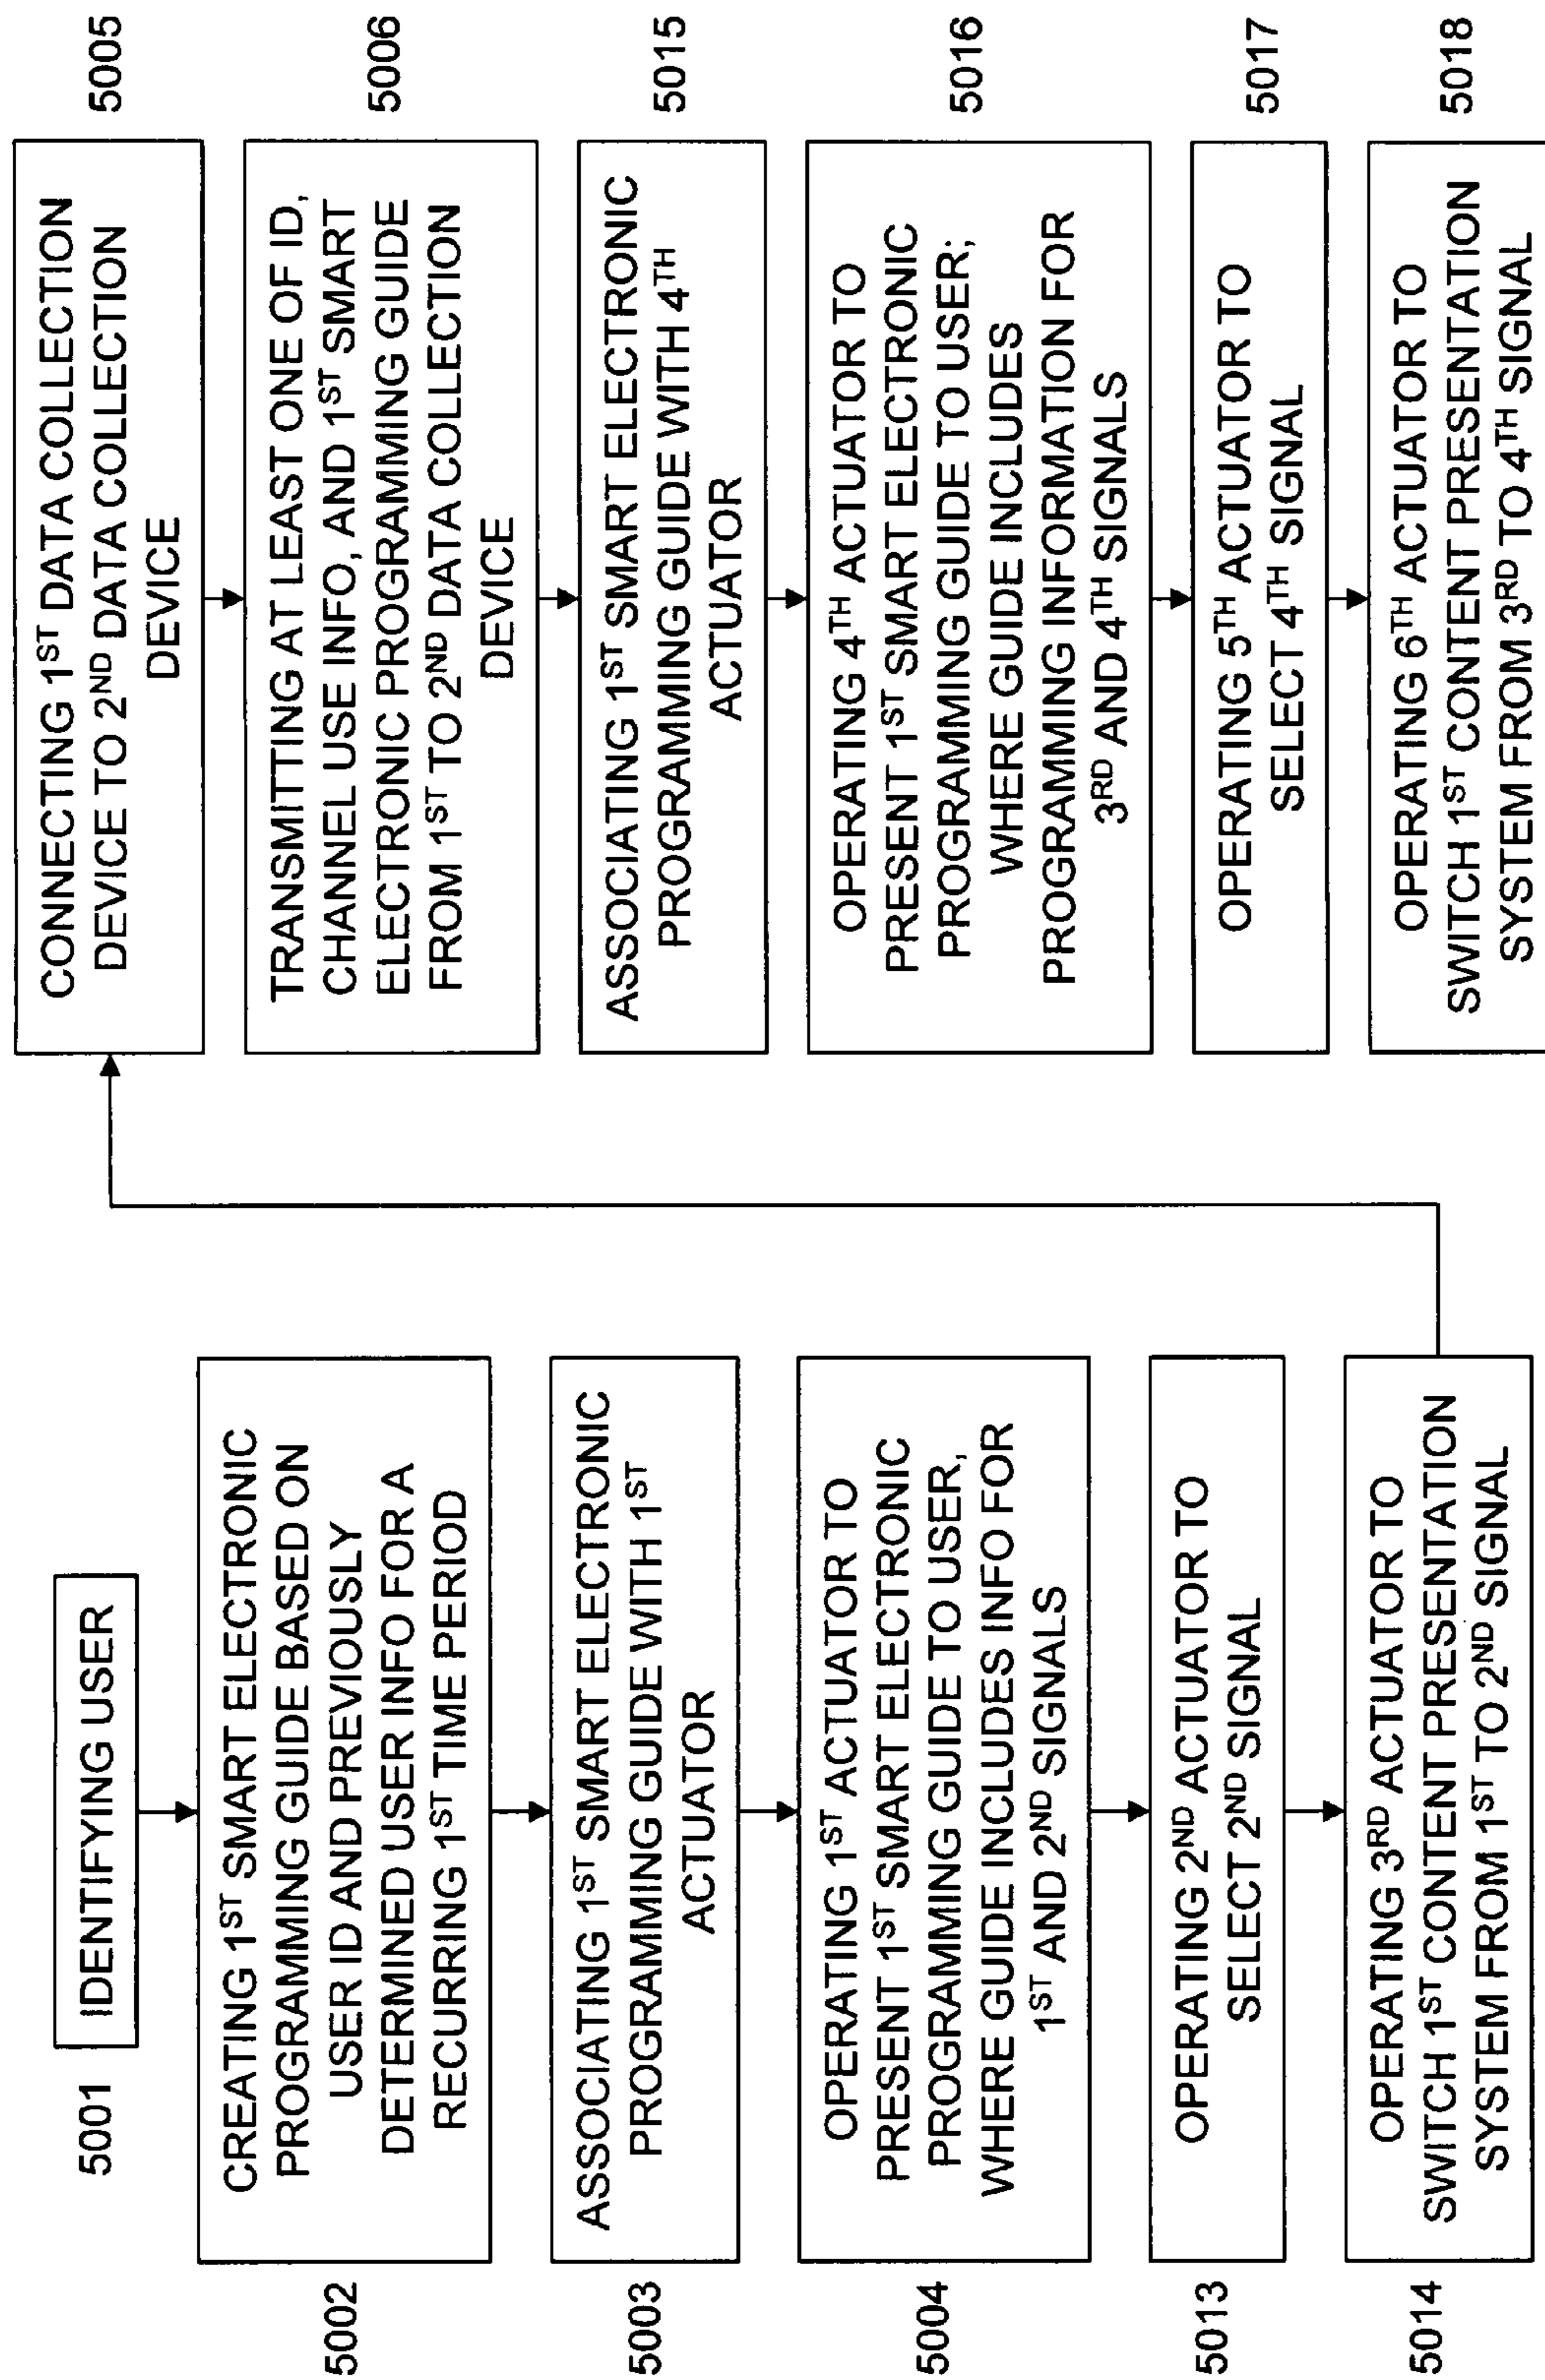 5001
IDENTIFYING USER
5002
CREATING 1ST SMART ELECTRONIC
PROGRAMMING GUIDE BASED ON
USER ID AND PREVIOUSLY
DETERMINED USER INFO FOR A
RECURRING 1ST TIME PERIOD
5003
ASSOCIATING 1ST SMART ELECTRONIC
PROGRAMMING GUIDE WITH 1ST
ACTUATOR
5004
OPERATING 1ST ACTUATOR TO
PRESENT 1ST SMART ELECTRONIC
PROGRAMMING GUIDE TO USER,
WHERE GUIDE INCLUDES INFO FOR
1ST AND 2ND SIGNALS
5013
OPERATING 2ND ACTUATOR TO
SELECT 2ND SIGNAL
5014
OPERATING 3RD ACTUATOR TO
SWITCH 1ST CONTENT PRESENTATION
SYSTEM FROM 1ST TO 2ND SIGNAL
CONNECTING 1ST DATA COLLECTION
DEVICE TO 2ND DATA COLLECTION
DEVICE
5005
TRANSMITTING AT LEAST ONE OF ID,
CHANNEL USE INFO, AND 1ST SMART
ELECTRONIC PROGRAMING GUIDE
FROM 1ST TO 2ND DATA COLLECTION
DEVICE
5006
ASSOCIATING 1ST SMART ELECTRONIC
PROGRAMMING GUIDE WITH 4TH
ACTUATOR
5015
OPERATING 4TH ACTUATOR TO
PRESENT 1ST SMART ELECTRONIC
PROGRAMMING GUIDE TO USER;
WHERE GUIDE INCLUDES
PROGRAMMING INFORMATION FOR
3RD AND 4TH SIGNALS
5016
OPERATING 5TH ACTUATOR TO
SELECT 4TH SIGNAL
5017
OPERATING 6TH ACTUATOR TO
SWITCH 1ST CONTENT PRESENTATION
SYSTEM FROM 3RD TO 4TH SIGNAL
5018